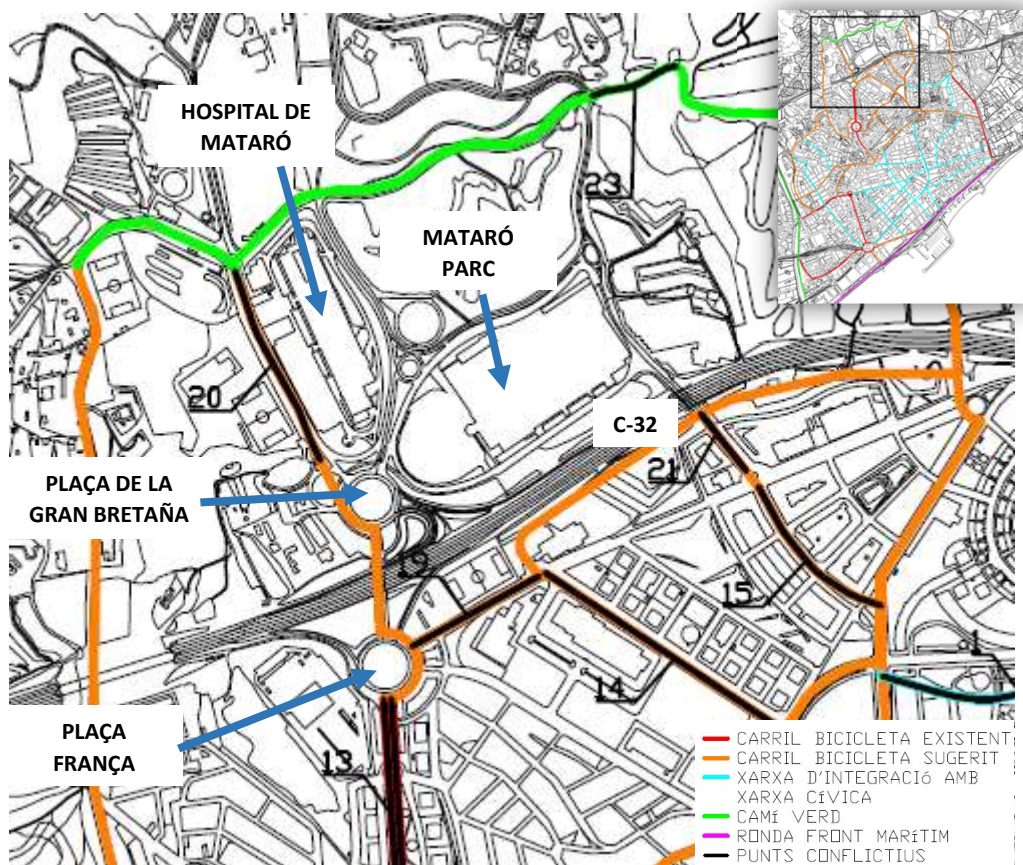 HOSPITAL DE
MATARÓ
23
MATARÓ
PARC
20
C-32
21
PLAÇA DE LA
GRAN BRETAÑA
19
15
1
14
PLAÇA
FRANÇA
13
CARRIL BICICLETA EXISTENT
CARRIL BICICLETA SUGERIT
XARXA D'INTEGRACIó AMB
XARXA CíVICA
CAMí VERD
RONDA FRONT MARíTIM
PUNTS CONFLICTIUS